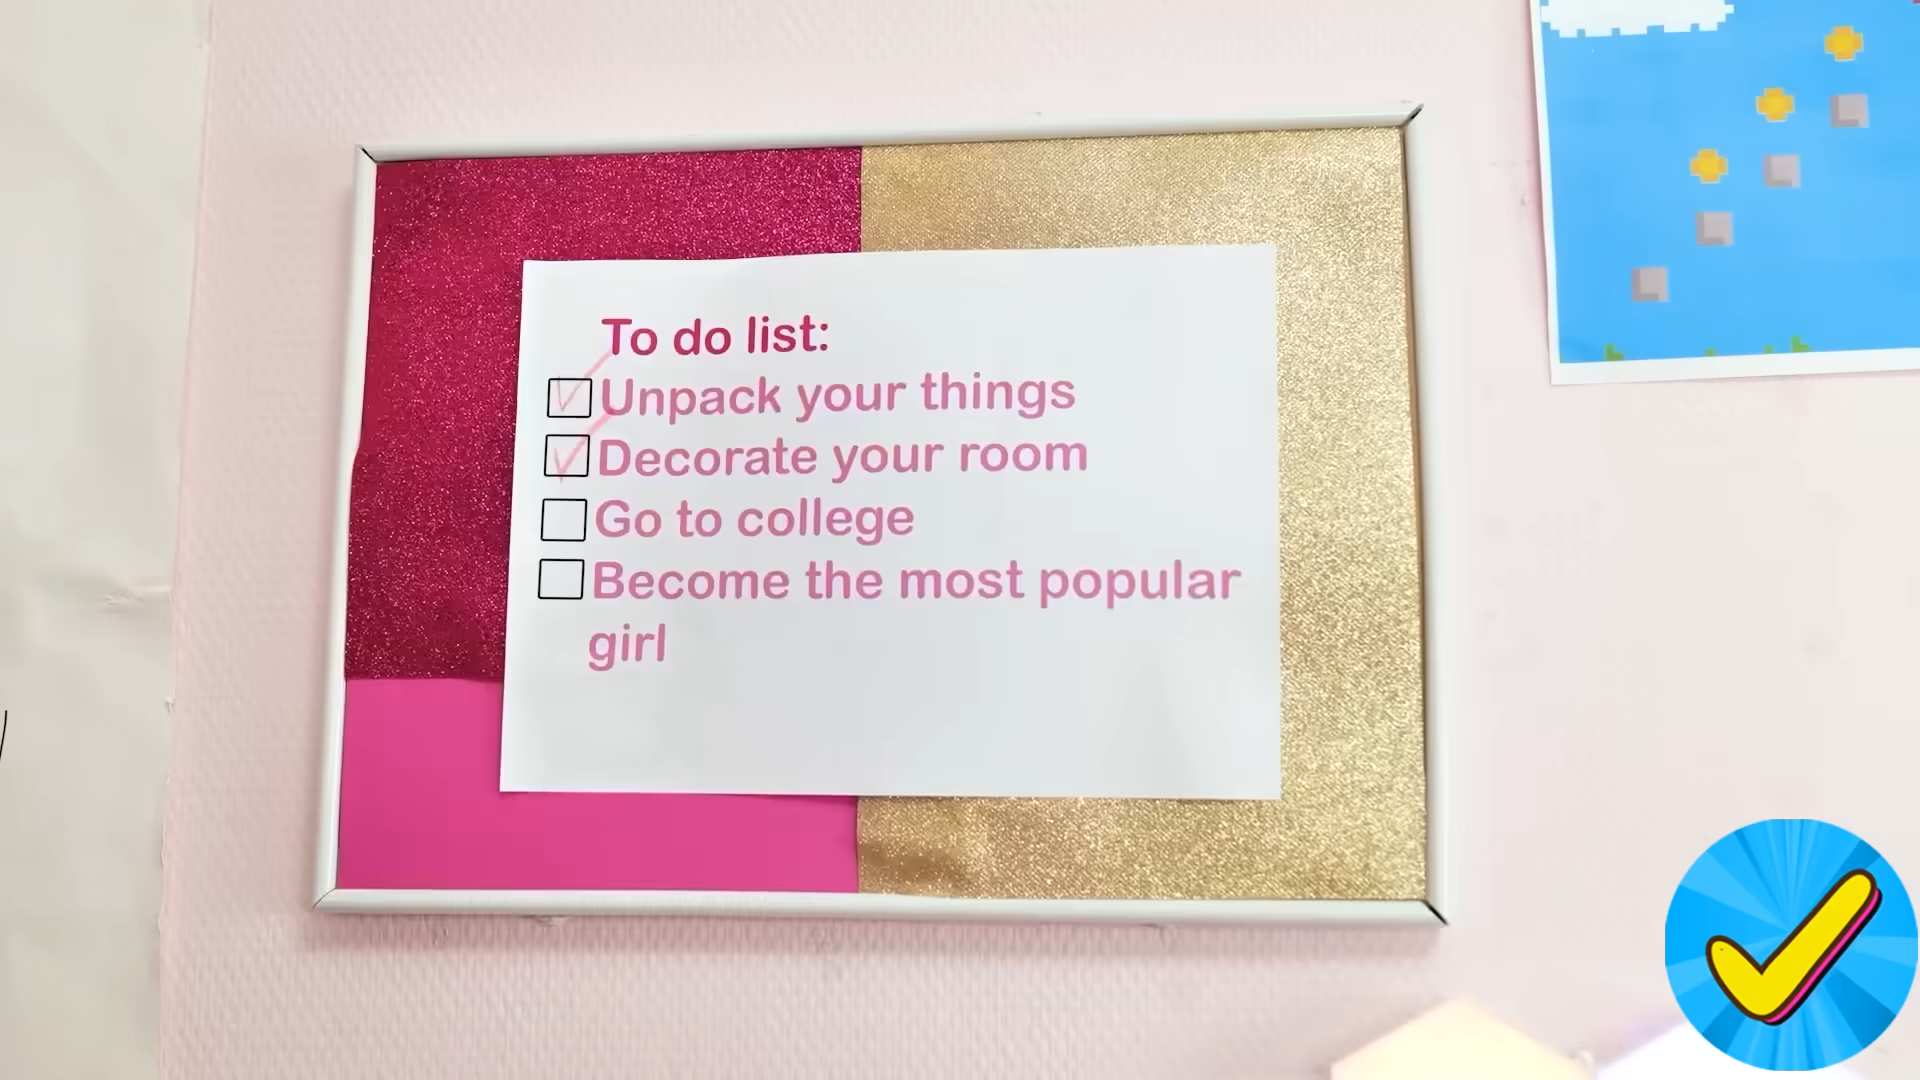 To do list:
Unpack your things
Decorate your room
Go to college
Become the most popular
girl